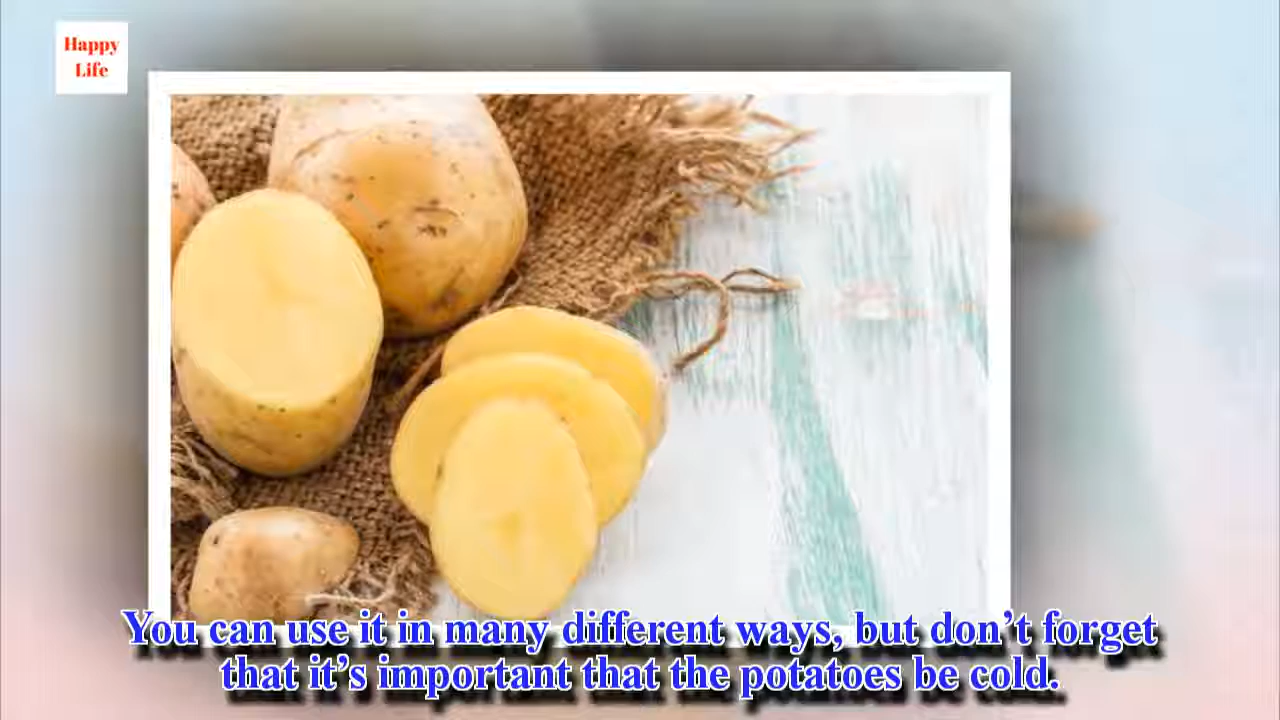 Happy
Life
You can use it in many different ways, but don’t forget
that it’s important that the potatoes be cold.